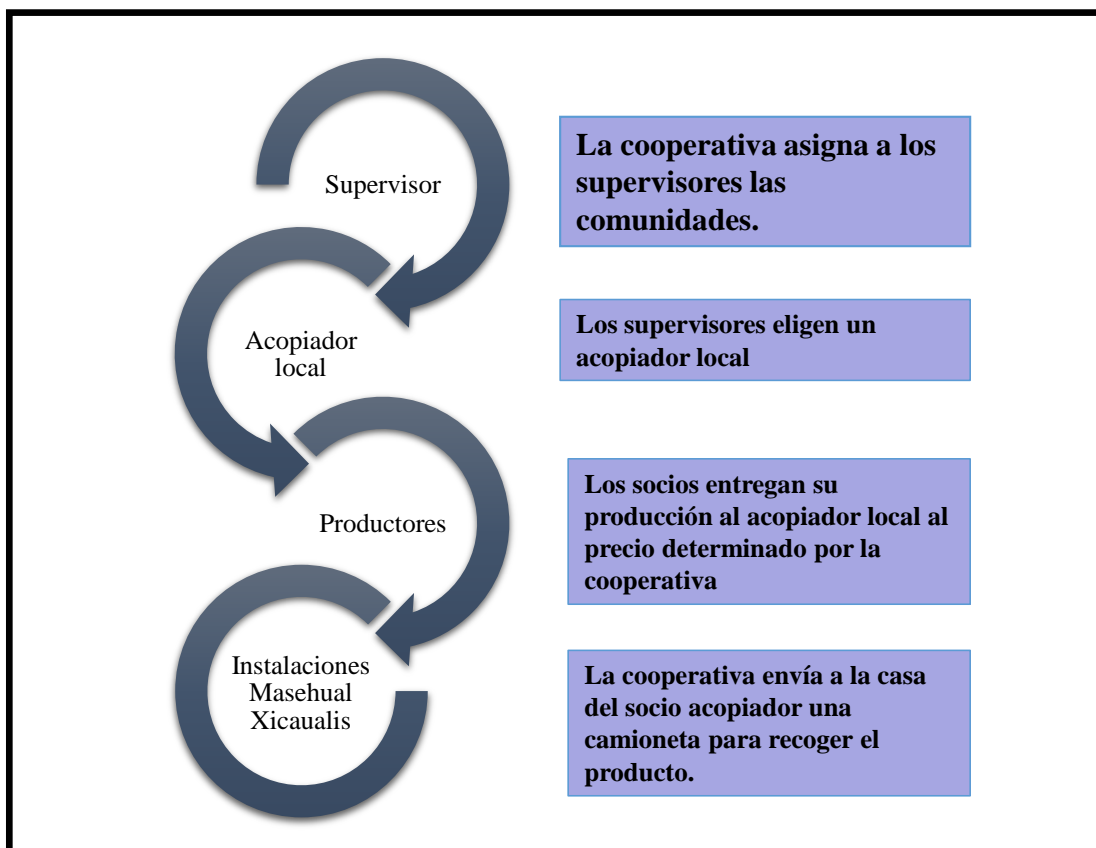 Supervisor
La cooperativa asigna a los
supervisores las
comunidades.
Acopiador
local
Los supervisores eligen un
acopiador local
Productores
Los socios entregan su
producción al acopiador local al
precio determinado por la
cooperativa
Instalaciones
Masehual
Xicaualis
La cooperativa envía a la casa
del socio acopiador una
camioneta para recoger el
producto.